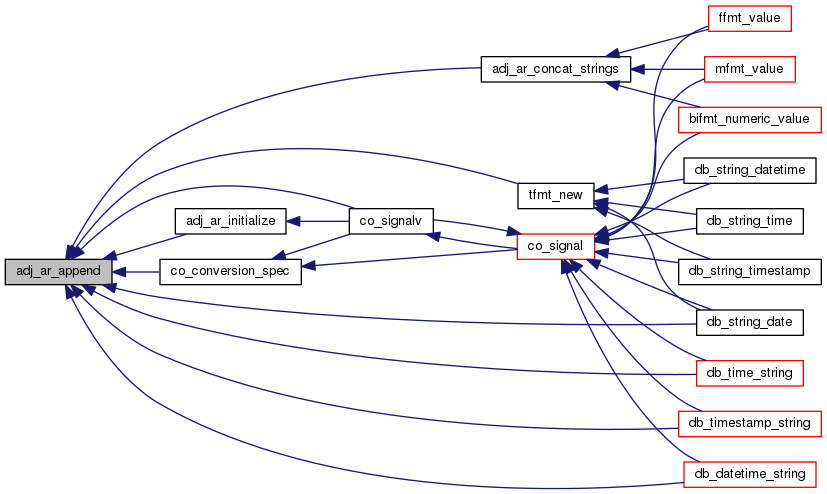 ffmt_value
adj_ar_concat_strings
mfmt_value
bifmt_numeric_value
db_string_datetime
tfmt_new
adj_ar_initialize
co_signalv
db_string_time
co_signal
adj_ar_append
co_conversion_spec
db_string_timestamp
db_string_date
db_time_string
db_timestamp_string
db_datetime_string